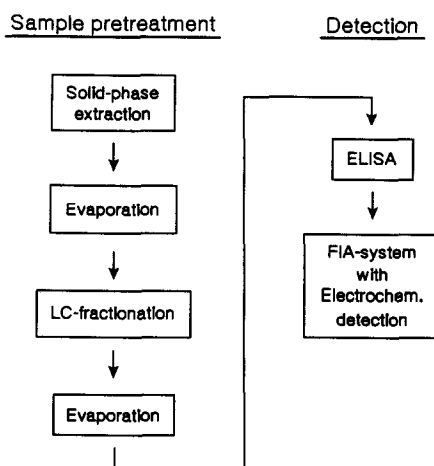 Sample pretreatment
Solid-phase
extraction
Evaporation
LC-fractionation
Evaporation
Detection
ELISA
FIA-system
with
Electrochem.
detection